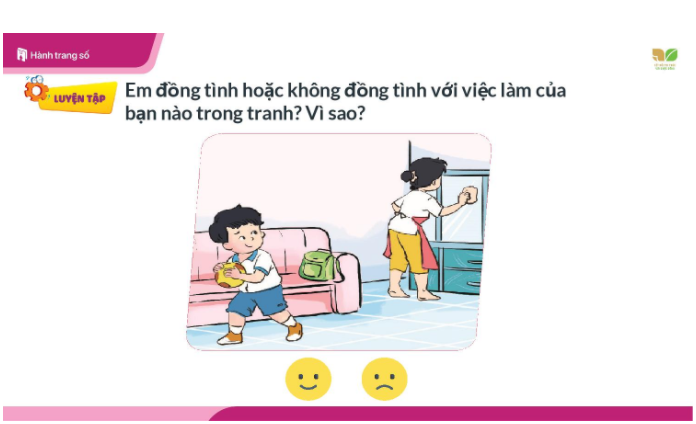 Hành trang số
LUYỆN TẬP
Em đồng tình hoặc không đồng tình với việc làm của
bạn nào trong tranh? Vì sao?